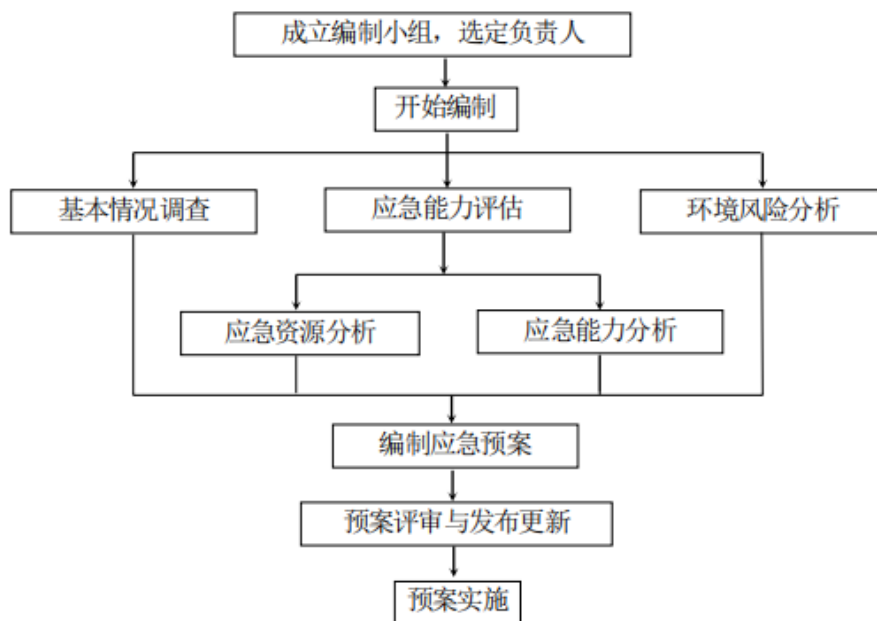 成立编制小组，选定负责人
开始编制
基本情况调查
应急能力评估
环境风险分析
应急资源分析
应急能力分析
编制应急预案
预案评审与发布更新
预案实施